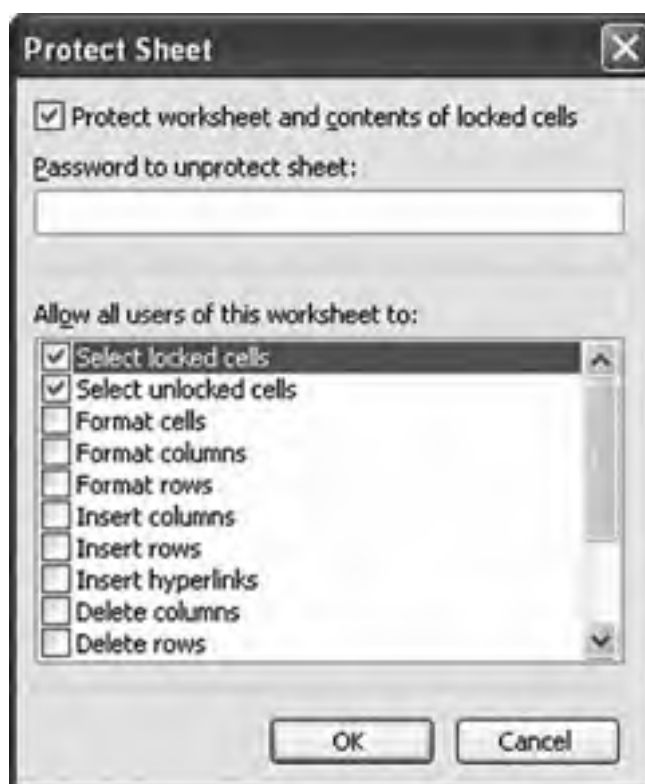 Protect Sheet
Protect worksheet and contents of locked cells
Password to unprotect sheet:
Allow all users of this worksheet to:
Select locked cells
Select unlocked cells
Format cells
Format columns
Format rows
Insert columns
Insert rows
Insert hyperlinks
Delete columns
Delete rows
OK Cancel